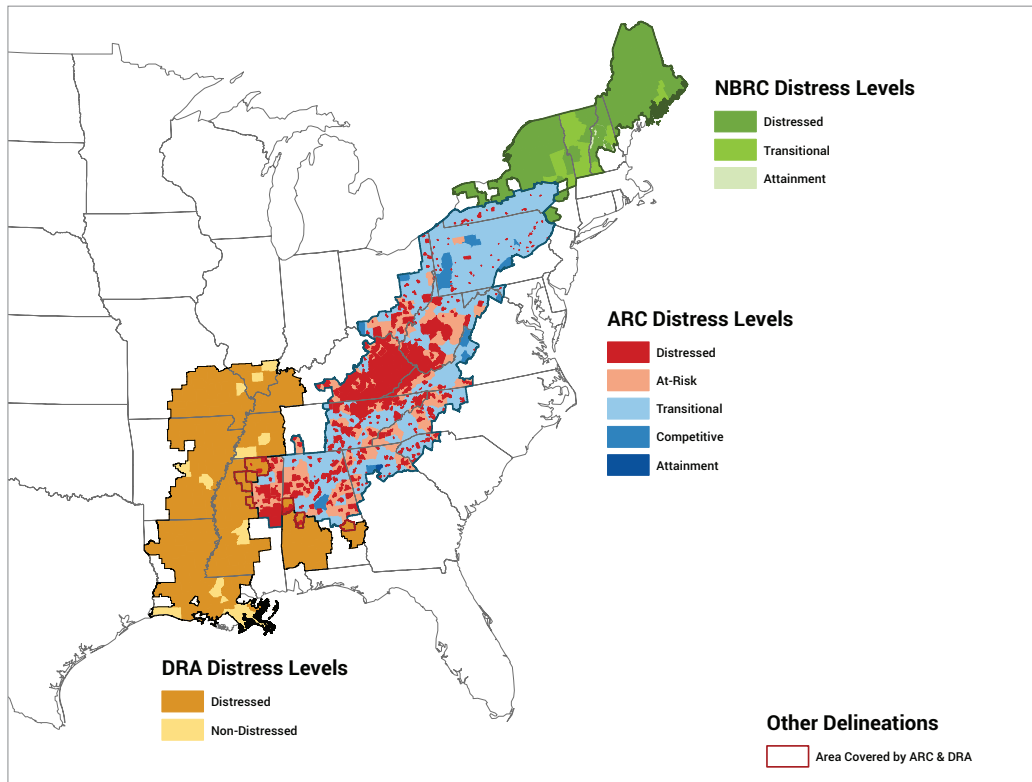 NBRC Distress Levels
Distressed
Transitional
Attainment
ARC Distress Levels
Distressed
At-Risk
Transitional
Competitive
Attainment
DRA Distress Levels
Distressed
Non-Distressed
Other Delineations
Area Covered by ARC & DRA